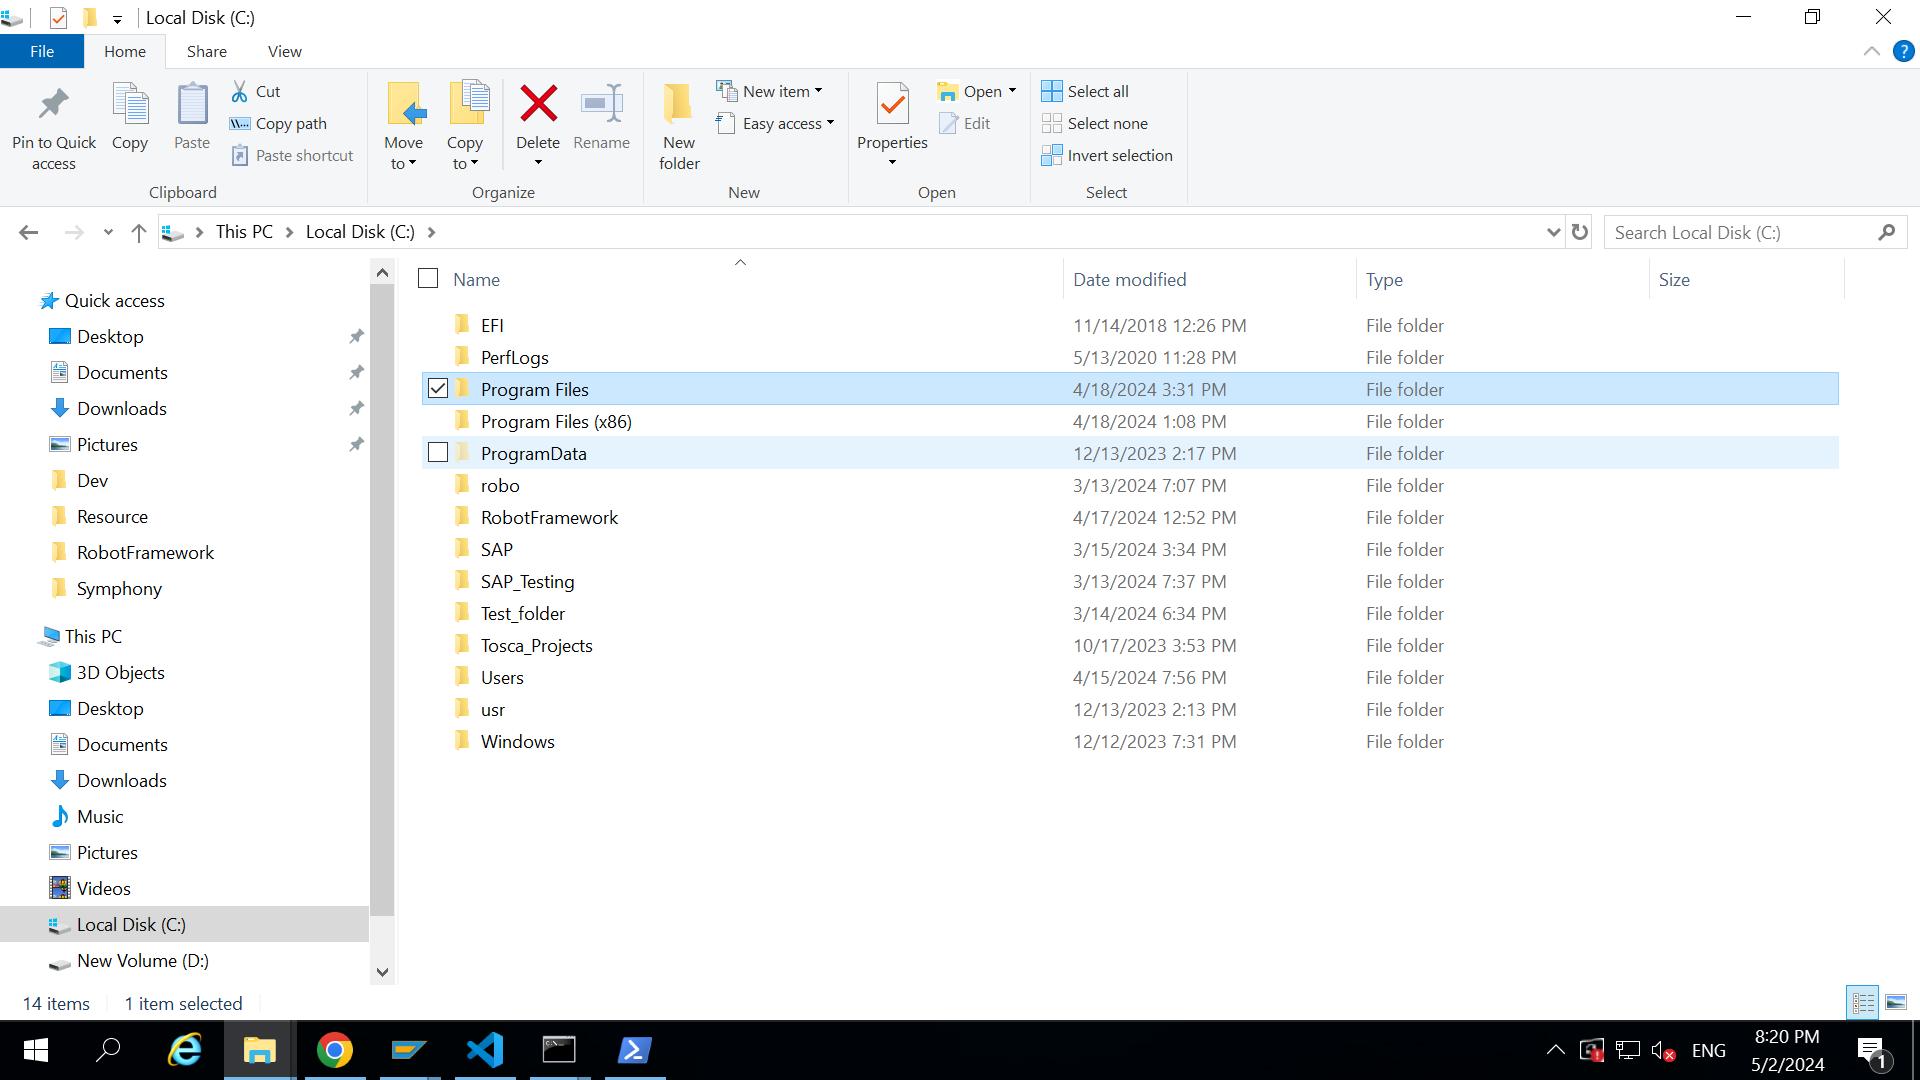 Local Disk (C:)
File Home Share View
Pin to Quick access
Copy
Paste
Cut
Copy path
Paste shortcut
Clipboard
Move to
Copy to
Delete
Rename
Organize
New folder
New item
Easy access
New
Properties
Open
Edit
Open
Select all
Select none
Invert selection
Select
This PC Local Disk (C:)
Search Local Disk (C:)
Quick access
Desktop
Documents
Downloads
Pictures
Dev
Resource
RobotFramework
Symphony
This PC
3D Objects
Desktop
Documents
Downloads
Music
Pictures
Videos
Local Disk (C:)
New Volume (D:)
Name Date modified Type Size
EFI 11/14/2018 12:26 PM File folder
PerfLogs 5/13/2020 11:28 PM File folder
Program Files 4/18/2024 3:31 PM File folder
Program Files (x86) 4/18/2024 1:08 PM File folder
ProgramData 12/13/2023 2:17 PM File folder
robo 3/13/2024 7:07 PM File folder
RobotFramework 4/17/2024 12:52 PM File folder
SAP 3/15/2024 3:34 PM File folder
SAP_Testing 3/13/2024 7:37 PM File folder
Test_folder 3/14/2024 6:34 PM File folder
Tosca_Projects 10/17/2023 3:53 PM File folder
Users 4/15/2024 7:56 PM File folder
usr 12/13/2023 2:13 PM File folder
Windows 12/12/2023 7:31 PM File folder
14 items 1 item selected
ENG
8:20 PM
5/2/2024
1